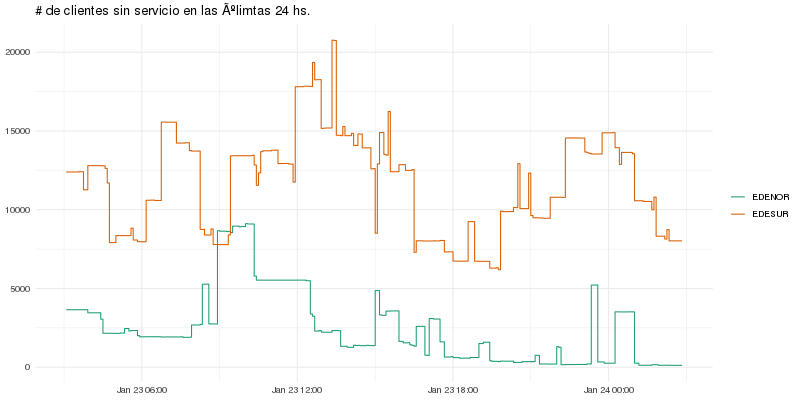 # de clientes sin servicio en las Ãºlimtas 24 hs.
20000
15000
10000
5000
0
Jan 23 06:00 Jan 23 12:00 Jan 23 18:00 Jan 24 00:00
EDENOR
EDESUR